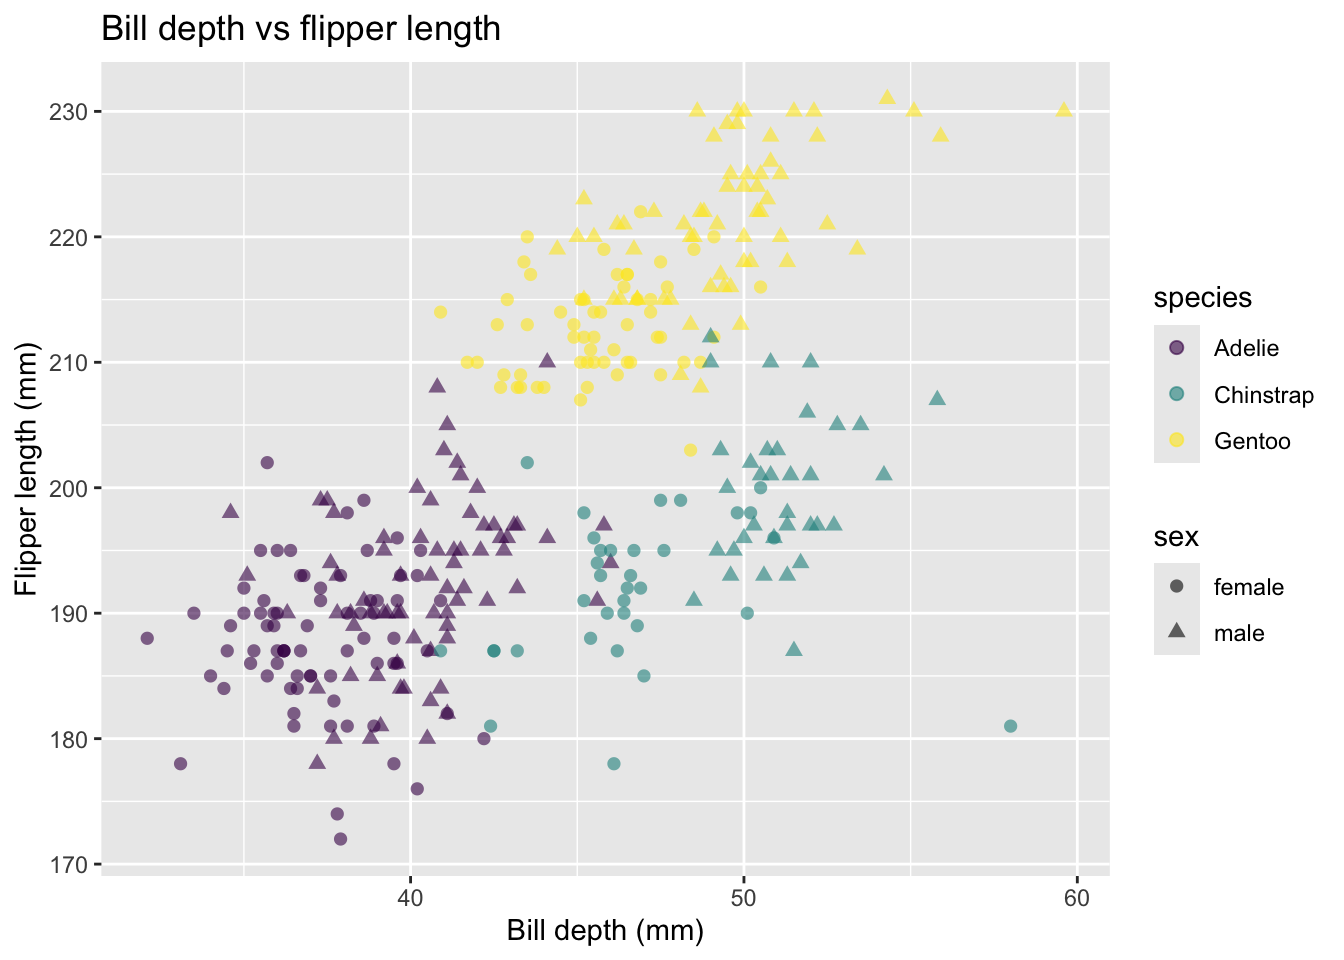 Bill depth vs flipper length
Flipper length (mm)
230
220
210
200
190
180
170
40
50
60
Bill depth (mm)
species
Adelie
Chinstrap
Gentoo
sex
female
male